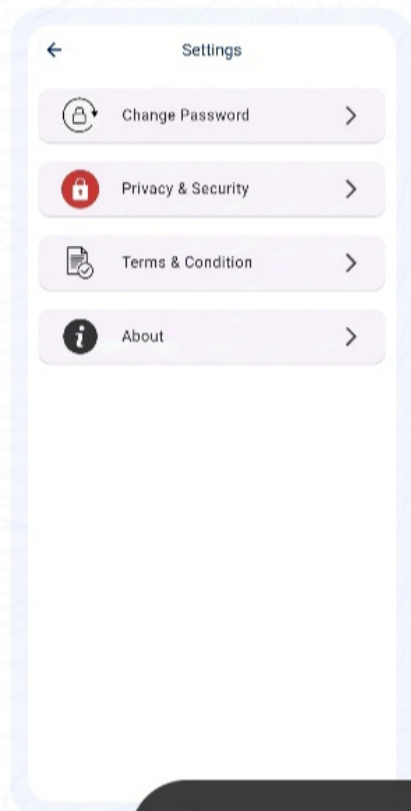 Settings
Change Password
Privacy & Security
Terms & Condition
About